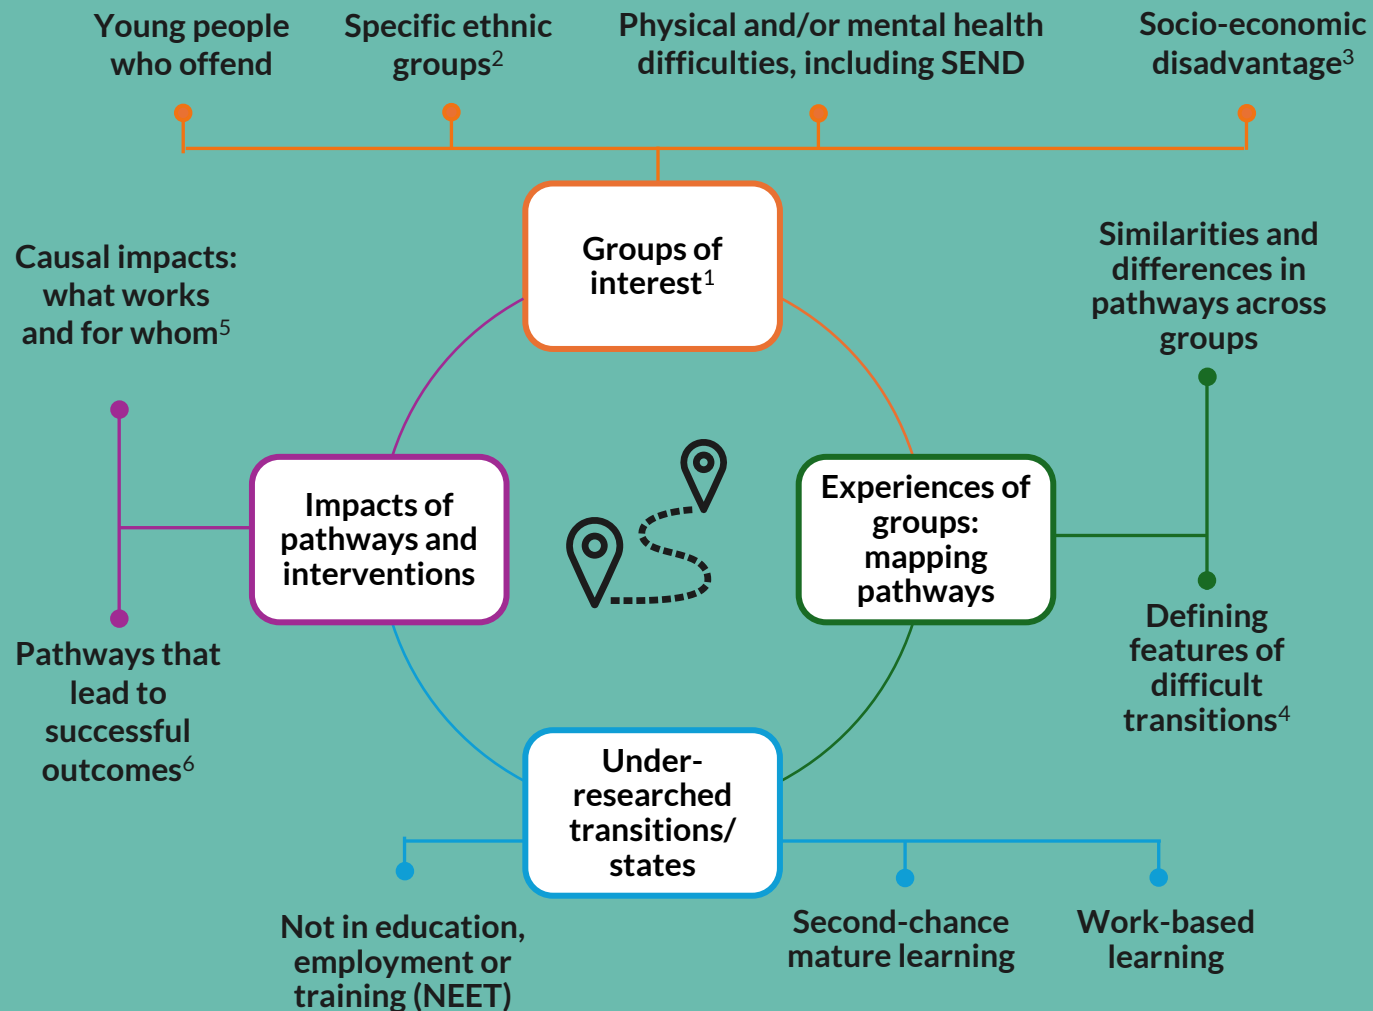 Young people
who offend
Specific ethnic
groups²
Physical and/or mental health
difficulties, including SEND
Socio-economic
disadvantage³
Groups of
interest¹
Causal impacts:
what works
and for whom⁵
Similarities and
differences in
pathways across
groups
Impacts of
pathways and
interventions
Experiences of
groups:
mapping
pathways
Pathways that
lead to
successful
outcomes⁶
Defining
features of
difficult
transitions⁴
Under-
researched
transitions/
states
Not in education,
employment or
training (NEET)
Second-chance
mature learning
Work-based
learning